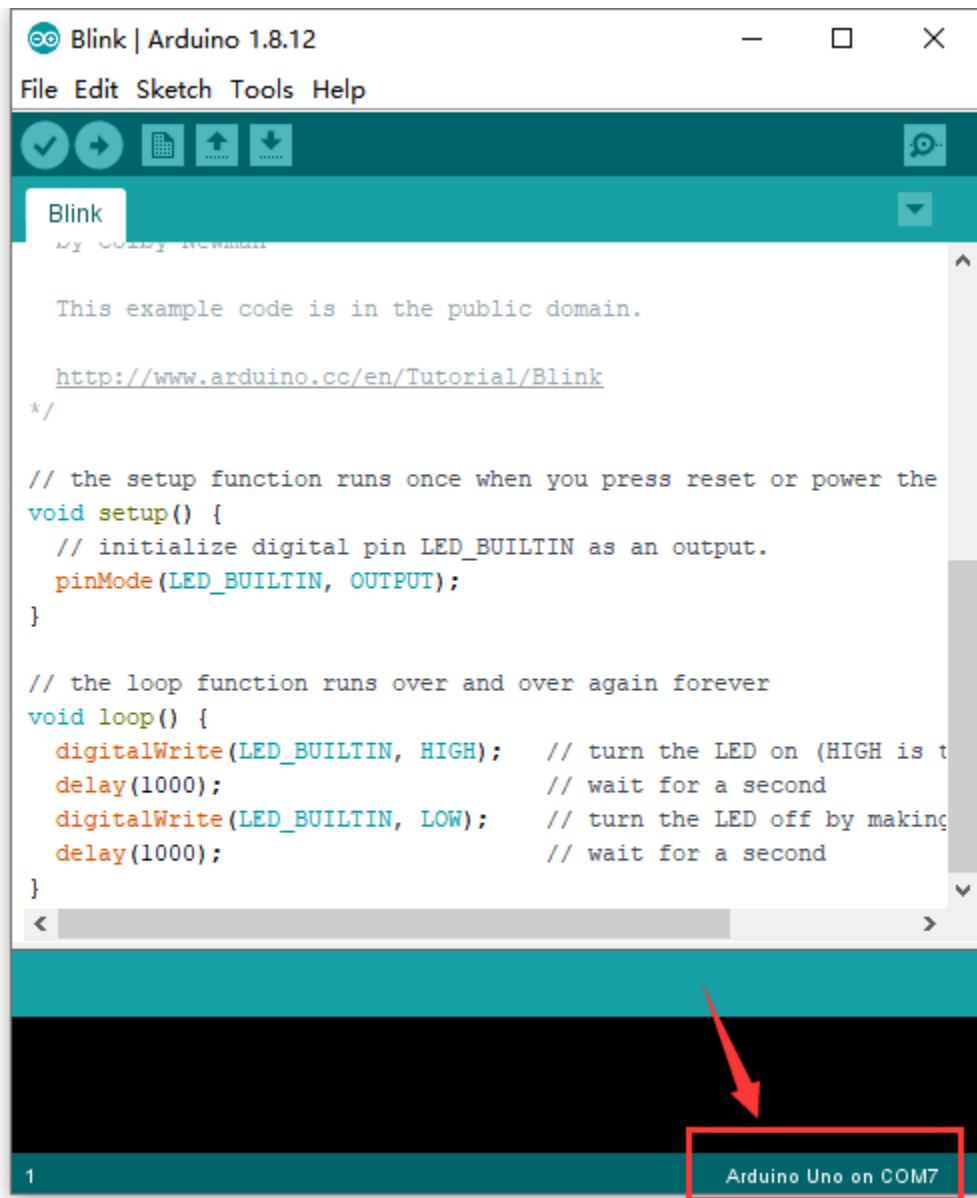 Blink | Arduino 1.8.12
File Edit Sketch Tools Help
Blink
by Colby Newman
This example code is in the public domain.
http://www.arduino.cc/en/Tutorial/Blink
*/
// the setup function runs once when you press reset or power the
void setup() {
// initialize digital pin LED_BUILTIN as an output.
pinMode(LED_BUILTIN, OUTPUT);
}
// the loop function runs over and over again forever
void loop() {
digitalWrite(LED_BUILTIN, HIGH); // turn the LED on (HIGH is t
delay(1000); // wait for a second
digitalWrite(LED_BUILTIN, LOW); // turn the LED off by making
delay(1000); // wait for a second
}
1 Arduino Uno on COM7